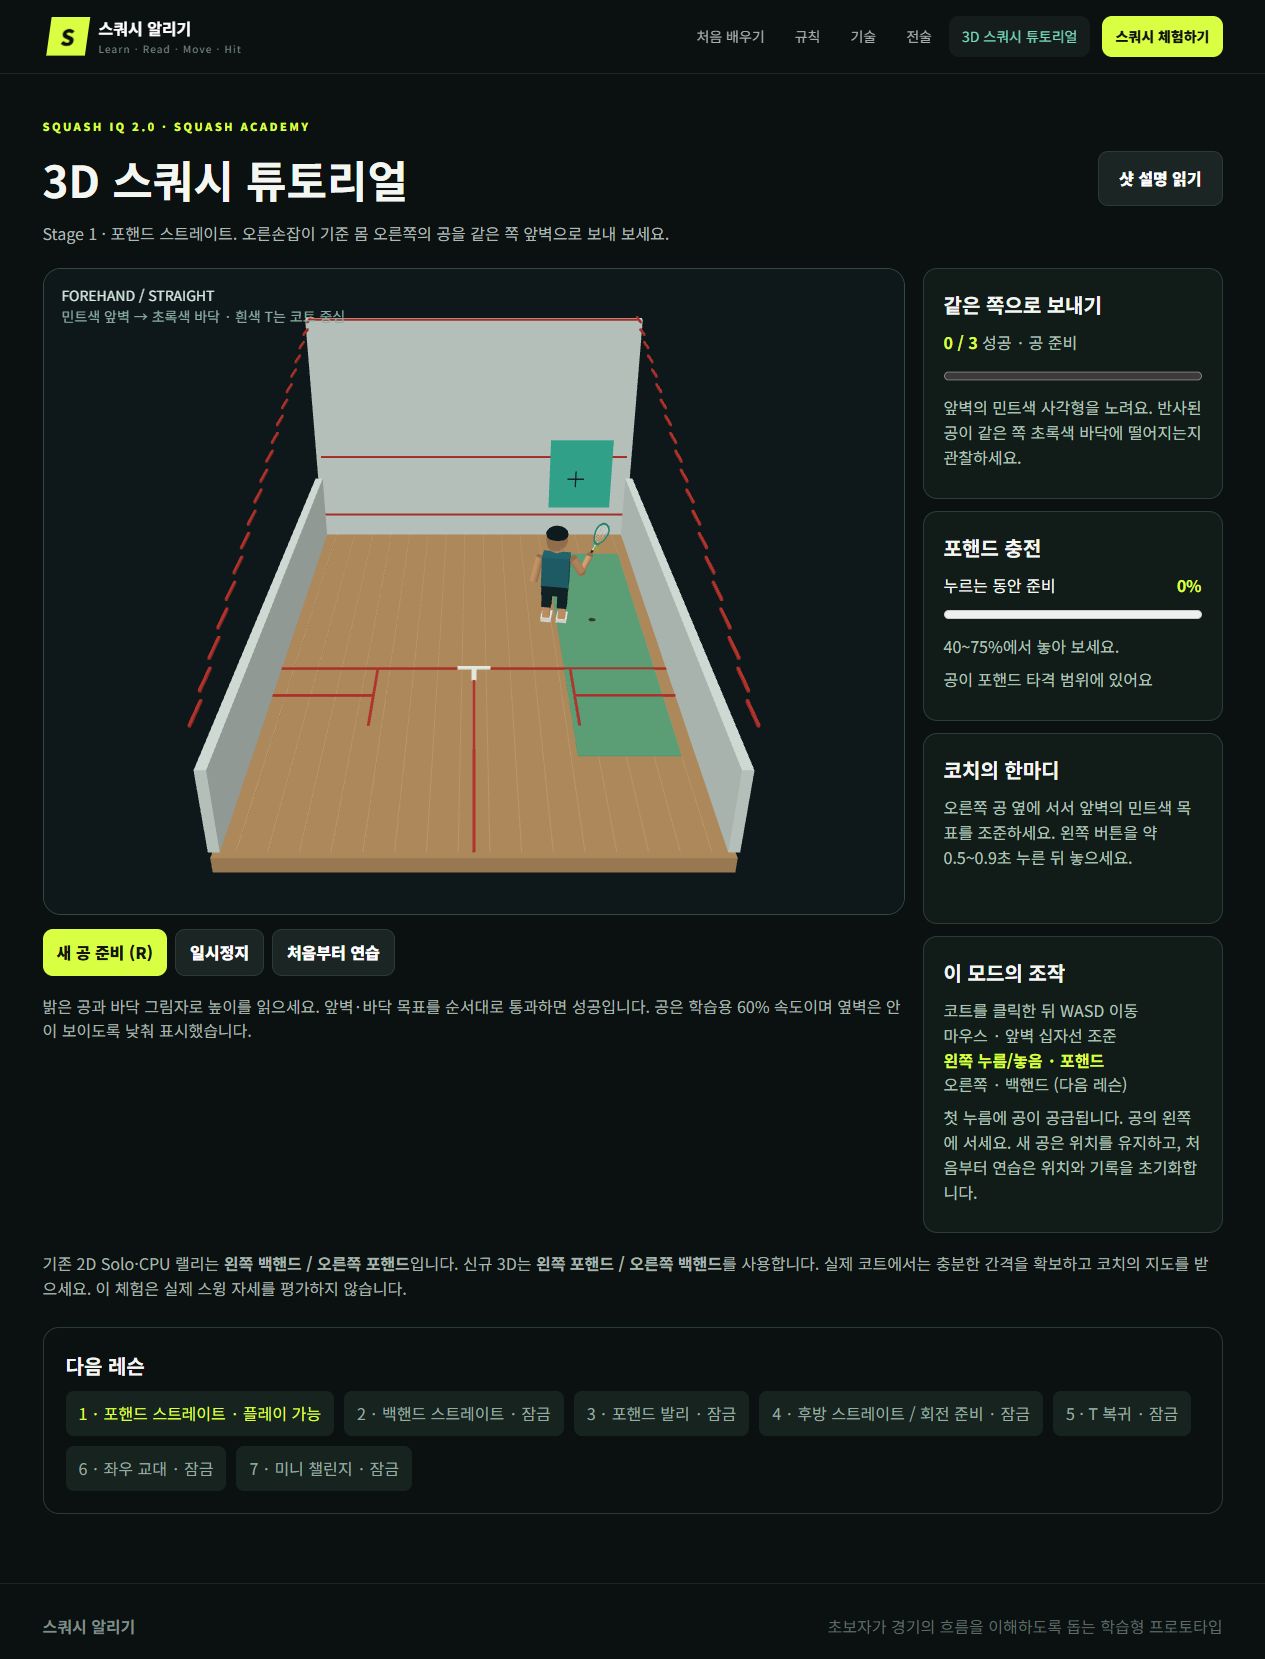 S
스쿼시 알리기
Learn · Read · Move · Hit
처음 배우기
규칙
기술
전술
3D 스쿼시 튜토리얼
스쿼시 체험하기
SQUASH IQ 2.0 · SQUASH ACADEMY
3D 스쿼시 튜토리얼
샷 설명 읽기
Stage 1 · 포핸드 스트레이트. 오른손잡이 기준 몸 오른쪽의 공을 같은 쪽 앞벽으로 보내 보세요.
FOREHAND / STRAIGHT
민트색 앞벽 → 초록색 바닥 · 흰색 T는 코트 중심
새 공 준비 (R)
일시정지
처음부터 연습
밝은 공과 바닥 그림자로 높이를 읽으세요. 앞벽·바닥 목표를 순서대로 통과하면 성공입니다. 공은 학습용 60% 속도이며 옆벽은 안
이 보이도록 낮춰 표시했습니다.
같은 쪽으로 보내기
0 / 3 성공 · 공 준비
앞벽의 민트색 사각형을 노려요. 반사된
공이 같은 쪽 초록색 바닥에 떨어지는지
관찰하세요.
포핸드 충전
누르는 동안 준비
0%
40~75%에서 놓아 보세요.
공이 포핸드 타격 범위에 있어요
코치의 한마디
오른쪽 공 옆에 서서 앞벽의 민트색 목
표를 조준하세요. 왼쪽 버튼을 약
0.5~0.9초 누른 뒤 놓으세요.
이 모드의 조작
코트를 클릭한 뒤 WASD 이동
마우스 · 앞벽 십자선 조준
왼쪽 누름/놓음 · 포핸드
오른쪽 · 백핸드 (다음 레슨)
첫 누름에 공이 공급됩니다. 공의 왼쪽
에 서세요. 새 공은 위치를 유지하고, 처
음부터 연습은 위치와 기록을 초기화합
니다.
기존 2D Solo·CPU 랠리는 왼쪽 백핸드 / 오른쪽 포핸드입니다. 신규 3D는 왼쪽 포핸드 / 오른쪽 백핸드를 사용합니다. 실제 코트에서는 충분한 간격을 확보하고 코치의 지도를 받
으세요. 이 체험은 실제 스윙 자세를 평가하지 않습니다.
다음 레슨
1 · 포핸드 스트레이트 · 플레이 가능
2 · 백핸드 스트레이트 · 잠금
3 · 포핸드 발리 · 잠금
4 · 후방 스트레이트 / 회전 준비 · 잠금
5 · T 복귀 · 잠금
6 · 좌우 교대 · 잠금
7 · 미니 챌린지 · 잠금
스쿼시 알리기
초보자가 경기의 흐름을 이해하도록 돕는 학습형 프로토타입